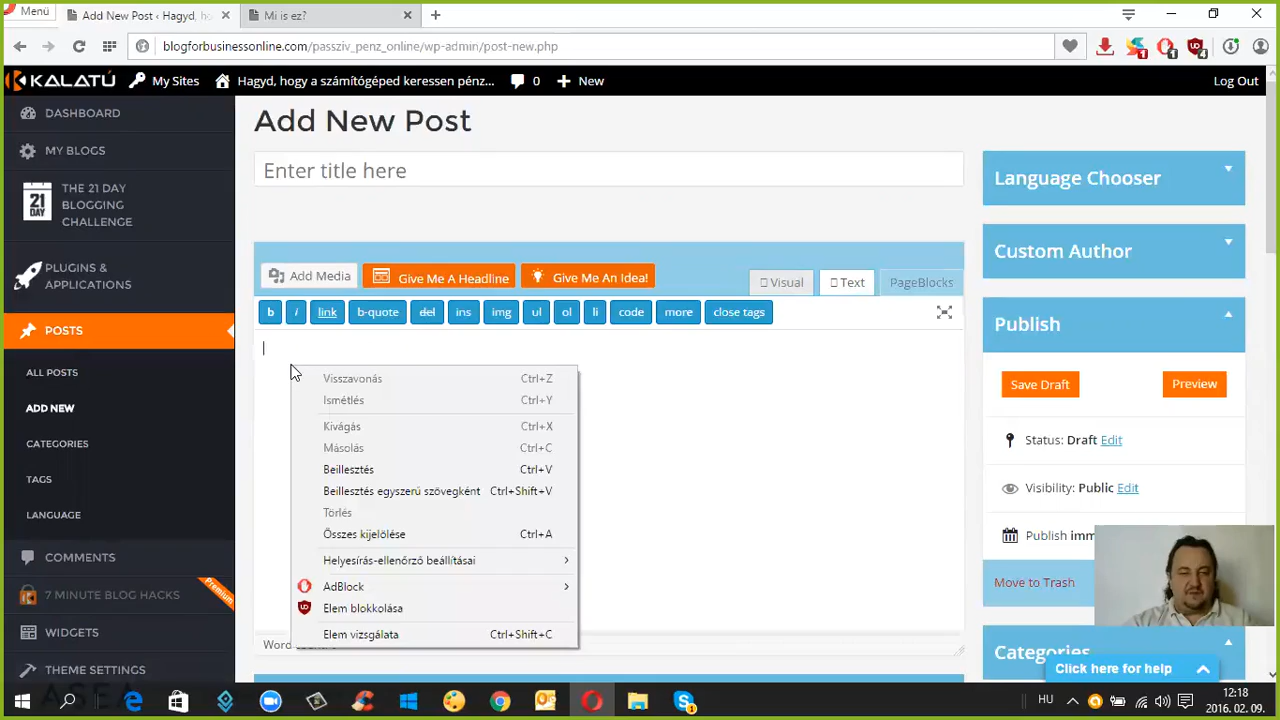 Menü
Add New Post ‹ Hagyd, ho
Mi is ez?
blogforbusinessonline.com/passziv_penz_online/wp-admin/post-new.php
1
1
4
KALATÚ
My Sites
Hagyd, hogy a számítógéped keressen pénz...
0
New
Log Out
DASHBOARD
MY BLOGS
21
DAY
THE 21 DAY
BLOGGING
CHALLENGE
PLUGINS &
APPLICATIONS
POSTS
ALL POSTS
ADD NEW
CATEGORIES
TAGS
LANGUAGE
COMMENTS
7 MINUTE BLOG HACKS
Premium
WIDGETS
THEME SETTINGS
Add New Post
Enter title here
Add Media
Give Me A Headline
Give Me An Idea!
Visual
Text
PageBlocks
b
i
link
b-quote
del
ins
img
ul
ol
li
code
more
close tags
Visszavonás Ctrl+Z
Ismétlés Ctrl+Y
Kivágás Ctrl+X
Másolás Ctrl+C
Beillesztés Ctrl+V
Beillesztés egyszerű szövegként Ctrl+Shift+V
Törlés
Összes kijelölése Ctrl+A
Helyesírás-ellenőrző beállításai
AdBlock
Elem blokkolása
Elem vizsgálata Ctrl+Shift+C
Language Chooser
Custom Author
Publish
Save Draft
Preview
Status: Draft Edit
Visibility: Public Edit
Publish imm
Move to Trash
Categories
Click here for help
HU
12:18
2016. 02. 09.